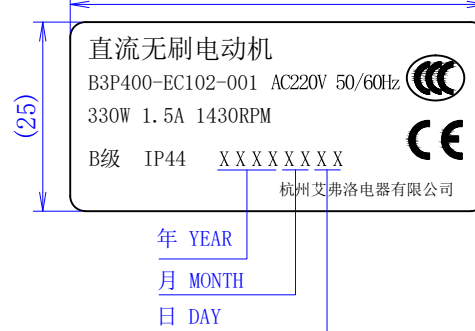 直流无刷电动机
B3P400-EC102-001 AC220V 50/60Hz
330W 1.5A 1430RPM
B级 IP44 XXXXXXXX
杭州艾弗洛电器有限公司
(25)
年 YEAR
月 MONTH
日 DAY